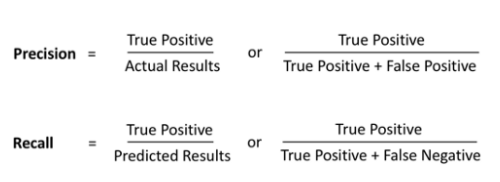 True Positive True Positive
Precision = or
Actual Results True Positive + False Positive
True Positive True Positive
Recall = or
Predicted Results True Positive + False Negative